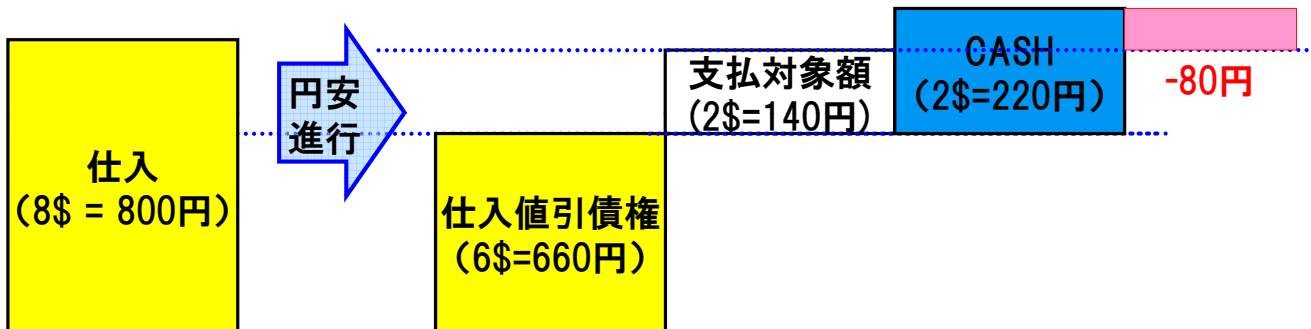 仕入
（8$ = 800円）
円安
進行
仕入値引債権
（6$=660円）
支払対象額
(2$=140円)
CASH
（2$=220円）
-80円